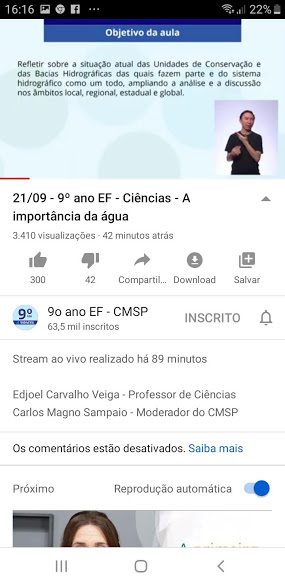 16:16
22%
Objetivo da aula
Refletir sobre a situação atual das Unidades de Conservação e
das Bacias Hidrográficas das quais fazem parte e do sistema
hidrográfico como um todo, ampliando a análise e a discussão
nos âmbitos local, regional, estadual e global.
21/09 - 9º ano EF - Ciências - A
importância da água
3.410 visualizações · 42 minutos atrás
300
42
Compartil...
Download
Salvar
9º
9o ano EF - CMSP
63,5 mil inscritos
INSCRITO
Stream ao vivo realizado há 89 minutos
Edjoel Carvalho Veiga - Professor de Ciências
Carlos Magno Sampaio - Moderador do CMSP
Os comentários estão desativados. Saiba mais
Próximo
Reprodução automática